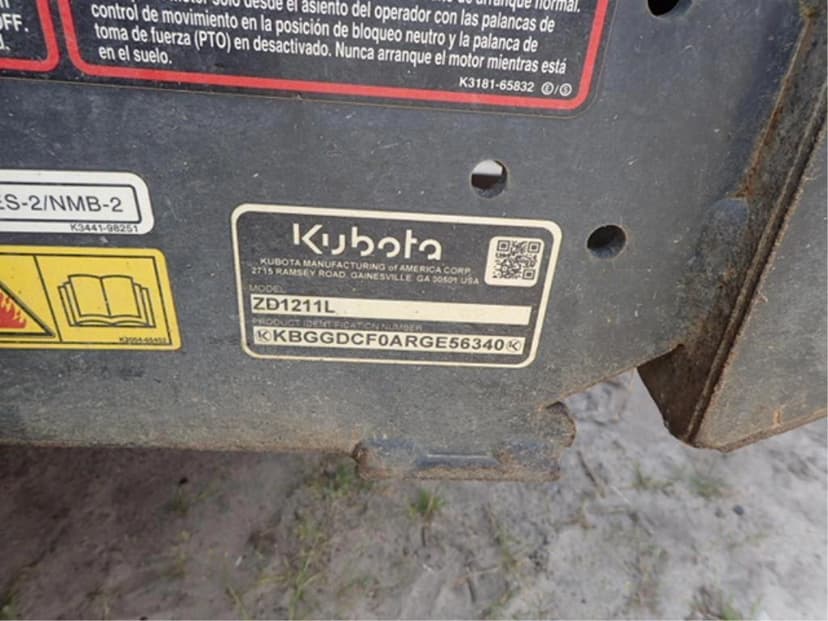 OFF.
motor solo desde el asiento del operador con las palancas de
control de movimiento en la posición de bloqueo neutro y la palanca de
toma de fuerza (PTO) en desactivado. Nunca arranque el motor mientras está
en el suelo.
K3181-65832 Ⓔ/Ⓢ
ES-2/NMB-2
K3441-98251
Kubota
KUBOTA MANUFACTURING of AMERICA CORP.
2715 RAMSEY ROAD, GAINESVILLE, GA 30501 USA
MODEL
ZD1211L
PRODUCT IDENTIFICATION NUMBER
KBGGDCF0ARGE56340